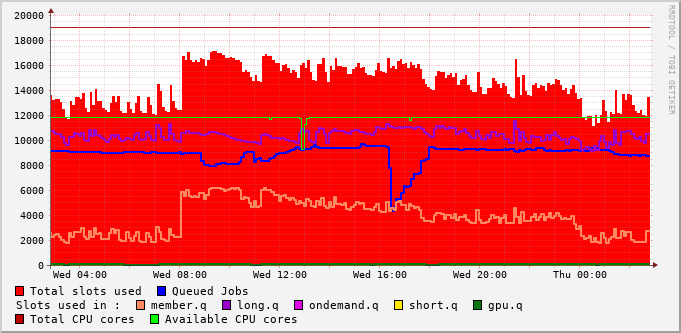 20000
18000
16000
14000
12000
10000
8000
6000
4000
2000
0
Wed 04:00 Wed 08:00 Wed 12:00 Wed 16:00 Wed 20:00 Thu 00:00
RRDTOOL / TOBI OETIKER
Total slots used Queued Jobs
Slots used in : member.q long.q ondemand.q short.q gpu.q
Total CPU cores Available CPU cores